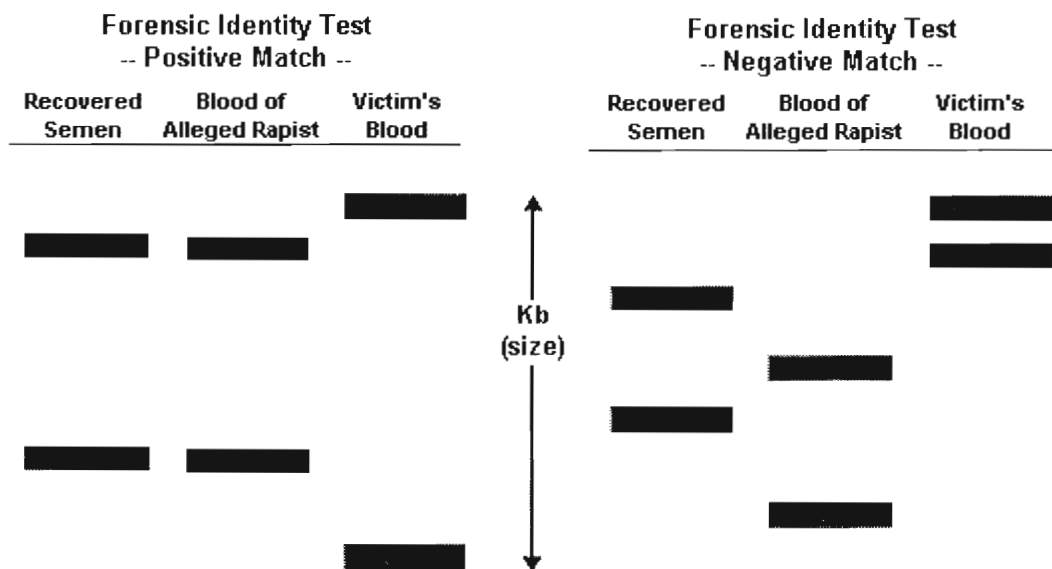 Forensic Identity Test
-- Positive Match --
Recovered Semen
Blood of Alleged Rapist
Victim's Blood
Kb
(size)
Forensic Identity Test
-- Negative Match --
Recovered Semen
Blood of Alleged Rapist
Victim's Blood